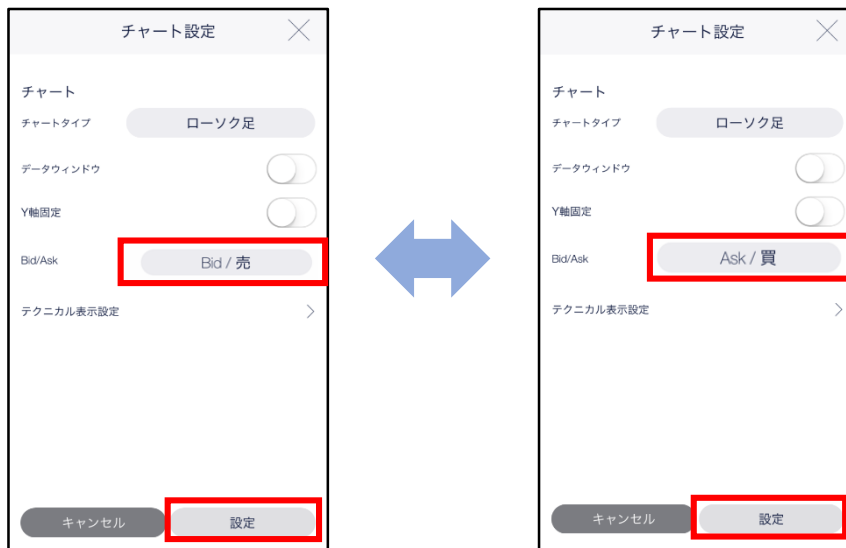 チャート設定
チャート
チャートタイプ ローソク足
データウィンドウ
Y軸固定
Bid/Ask Bid / 売
テクニカル表示設定
キャンセル 設定
チャート設定
チャート
チャートタイプ ローソク足
データウィンドウ
Y軸固定
Bid/Ask Ask / 買
テクニカル表示設定
キャンセル 設定